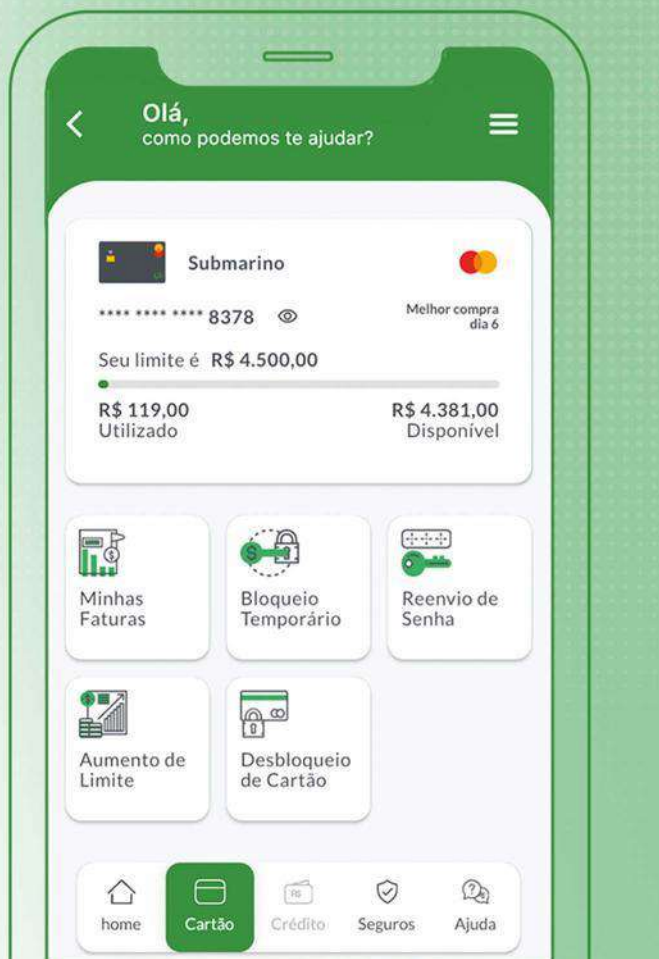 Olá,
como podemos te ajudar?
Submarino
**** **** **** 8378
Melhor compra
dia 6
Seu limite é R$ 4.500,00
R$ 119,00
Utilizado
R$ 4.381,00
Disponível
Minhas
Faturas
Bloqueio
Temporário
Reenvio de
Senha
Aumento de
Limite
Desbloqueio
de Cartão
home
Cartão
Crédito
Seguros
Ajuda